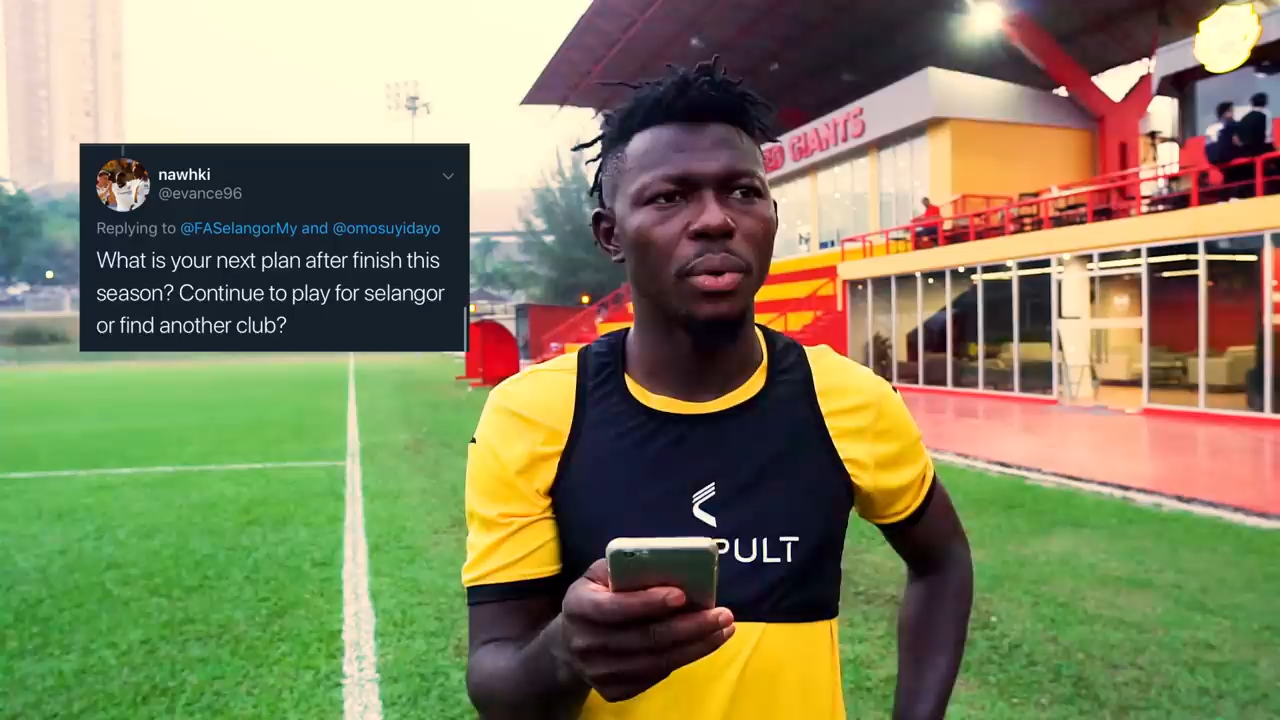 nawhki
@evance96
Replying to @FASelangorMy and @omosuyidayo
What is your next plan after finish this
season? Continue to play for selangor
or find another club?
GIANTS
PULT